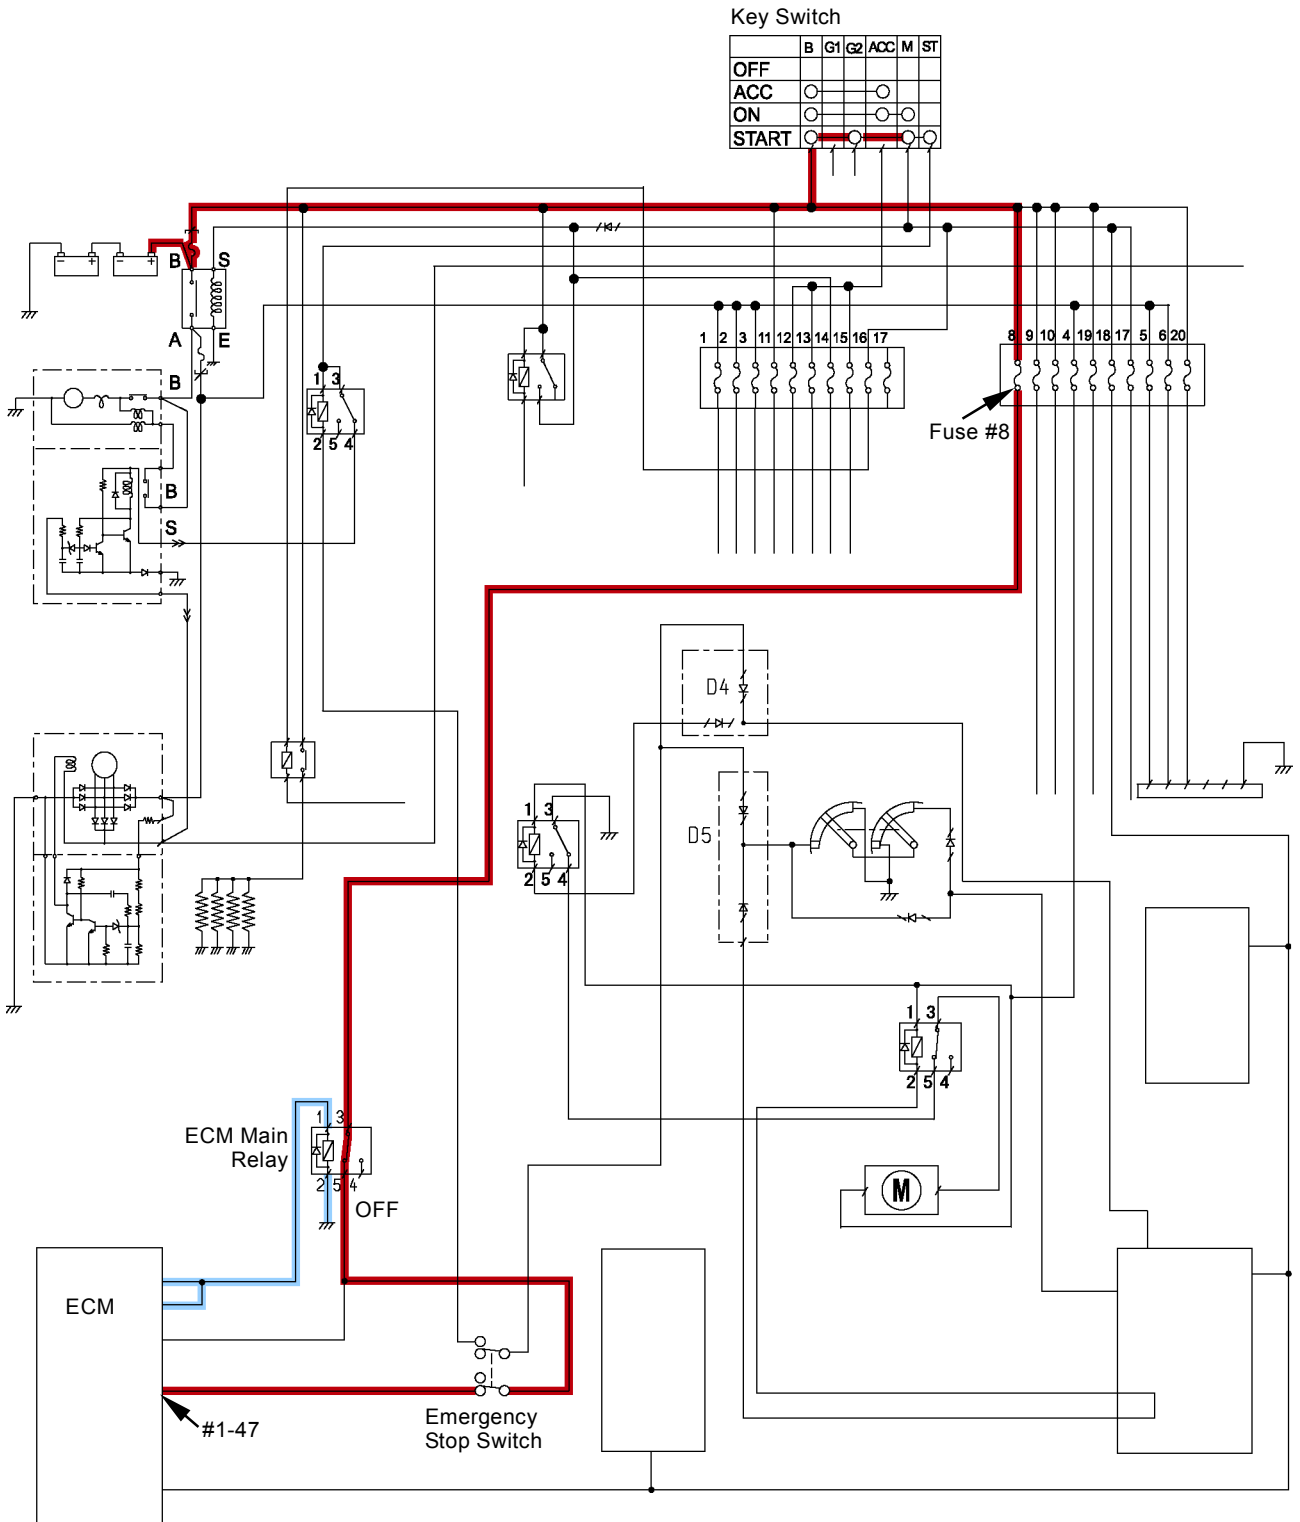 Key Switch
B G1 G2 ACC M ST
OFF
ACC
ON
START
- + - +
B S
A E
B
1 3
2 5 4
B
S
1 2 3 11 12 13 14 15 16 17
8 9 10 4 19 18 17 5 6 20
Fuse #8
D4
D5
1 3
2 5 4
1 3
2 5 4
ECM Main
Relay
1 3
2 5 4
OFF
M
ECM
#1-47
Emergency
Stop Switch